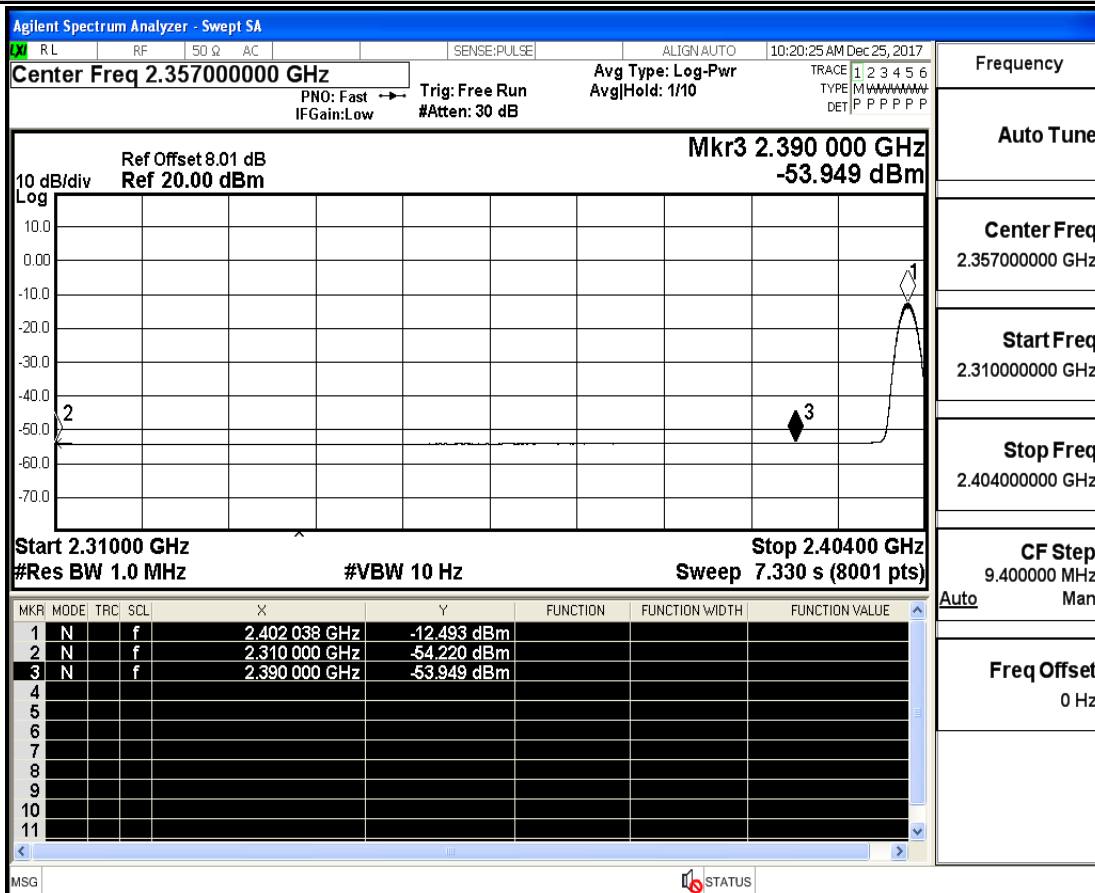 Agilent Spectrum Analyzer - Swept SA
LXI RL RF 50 Ω AC SENSE:PULSE ALIGN AUTO 10:20:25 AM Dec 25, 2017
Center Freq 2.357000000 GHz
PNO: Fast
IFGain:Low
Trig: Free Run
#Atten: 30 dB
Avg Type: Log-Pwr
Avg|Hold: 1/10
TRACE 1 2 3 4 5 6
TYPE M
DET P P P P P P
Ref Offset 8.01 dB
Ref 20.00 dBm
10 dB/div
Log
Mkr3 2.390 000 GHz
-53.949 dBm
10.0
0.00
-10.0
-20.0
-30.0
-40.0
-50.0
-60.0
-70.0
1
2
3
Start 2.31000 GHz
Stop 2.40400 GHz
#Res BW 1.0 MHz
#VBW 10 Hz
Sweep 7.330 s (8001 pts)
MKR MODE TRC SCL X Y FUNCTION FUNCTION WIDTH FUNCTION VALUE
1 N f 2.402 038 GHz -12.493 dBm
2 N f 2.310 000 GHz -54.220 dBm
3 N f 2.390 000 GHz -53.949 dBm
4
5
6
7
8
9
10
11
MSG
STATUS
Frequency
Auto Tune
Center Freq
2.357000000 GHz
Start Freq
2.310000000 GHz
Stop Freq
2.404000000 GHz
CF Step
9.400000 MHz
Auto Man
Freq Offset
0 Hz